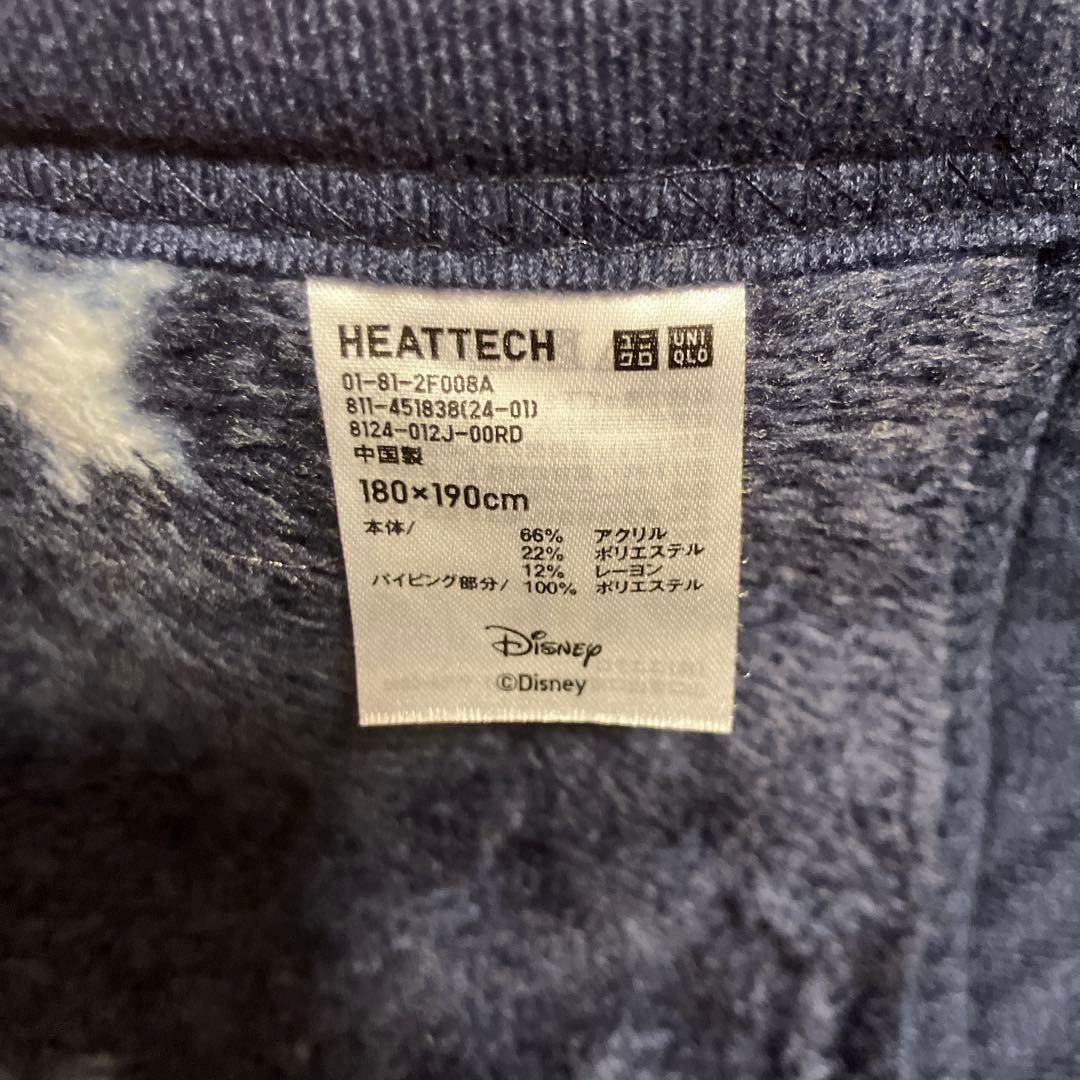 HEATTECH
ユニ
クロ
UNI
QLO
01-81-2F008A
811-451838(24-01)
8124-012J-00RD
中国製
180×190cm
本体/ 66% アクリル
22% ポリエステル
12% レーヨン
パイピング部分/ 100% ポリエステル
Disney
©Disney